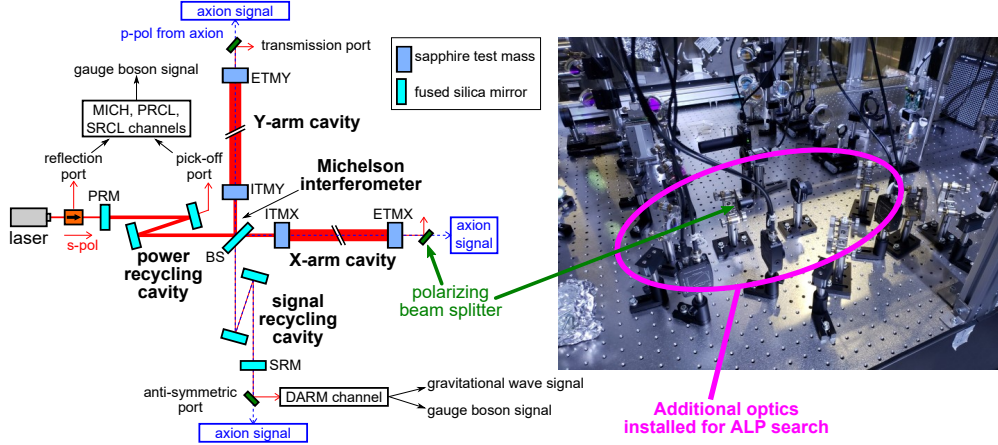 axion signal
p-pol from axion
transmission port
ETMY
sapphire test mass
fused silica mirror
gauge boson signal
MICH, PRCL,
SRCL channels
Y-arm cavity
reflection
port
pick-off
port
Michelson
interferometer
PRM
ITMY
ITMX
ETMX
laser
s-pol
BS
axion
signal
power
recycling
cavity
X-arm cavity
polarizing
beam splitter
signal
recycling
cavity
SRM
anti-symmetric
port
DARM channel
gravitational wave signal
gauge boson signal
axion signal
Additional optics
installed for ALP search